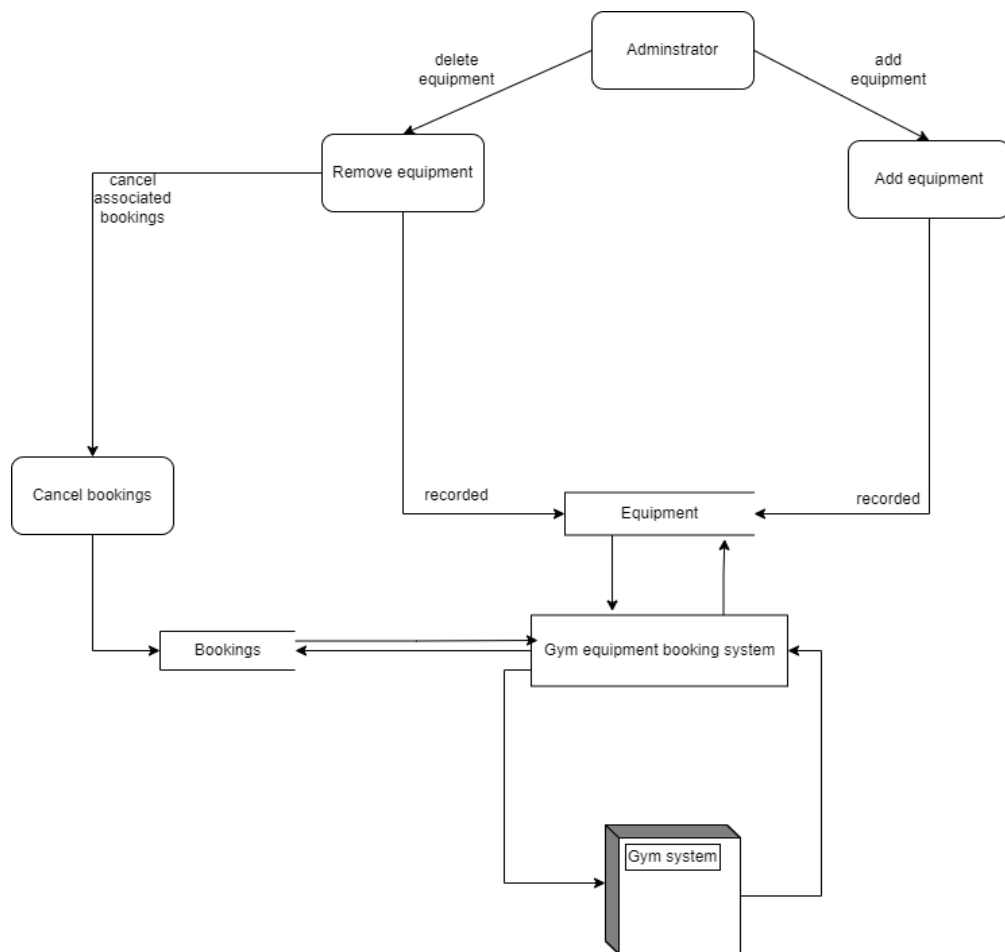 Adminstrator
delete
equipment
add
equipment
Remove equipment
Add equipment
cancel
associated
bookings
Cancel bookings
recorded
Equipment
recorded
Bookings
Gym equipment booking system
Gym system